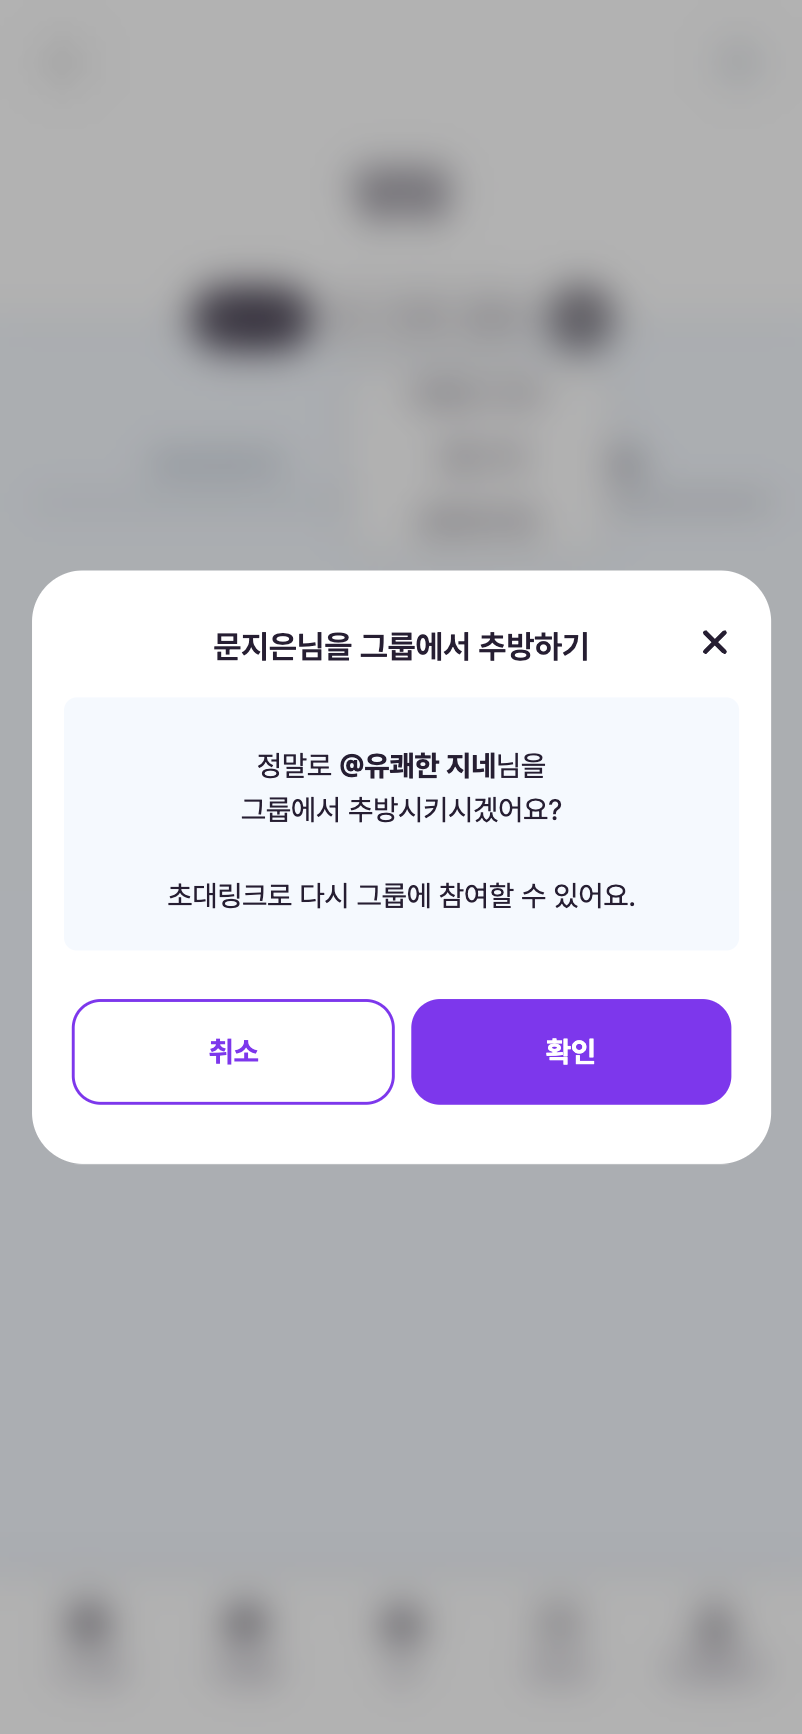 문지은님을 그룹에서 추방하기
정말로 @유쾌한 지네님을
그룹에서 추방시키시겠어요?
초대링크로 다시 그룹에 참여할 수 있어요.
취소
확인